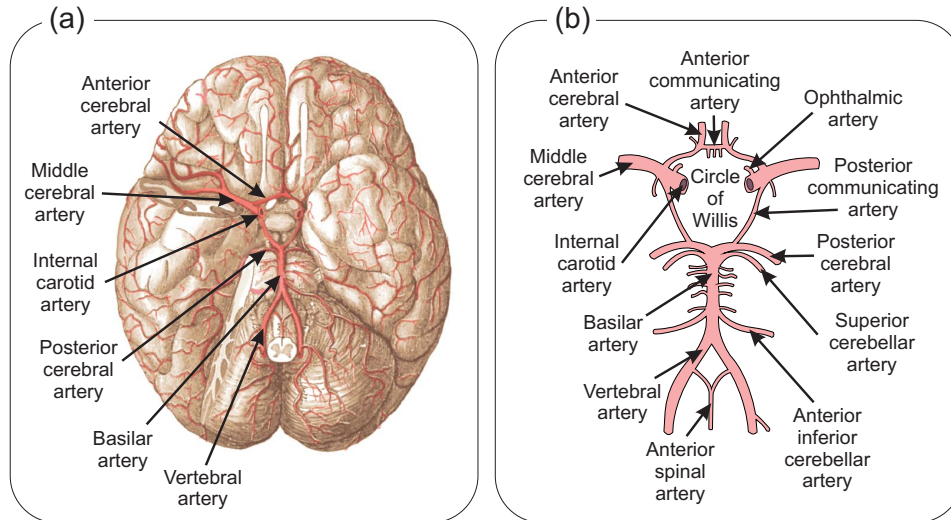 (a)
Anterior
cerebral
artery
Middle
cerebral
artery
Internal
carotid
artery
Posterior
cerebral
artery
Basilar
artery
Vertebral
artery
(b)
Anterior
cerebral
artery
Anterior
communicating
artery
Ophthalmic
artery
Middle
cerebral
artery
Circle
of
Willis
Posterior
communicating
artery
Internal
carotid
artery
Posterior
cerebral
artery
Basilar
artery
Superior
cerebellar
artery
Vertebral
artery
Anterior
spinal
artery
Anterior
inferior
cerebellar
artery